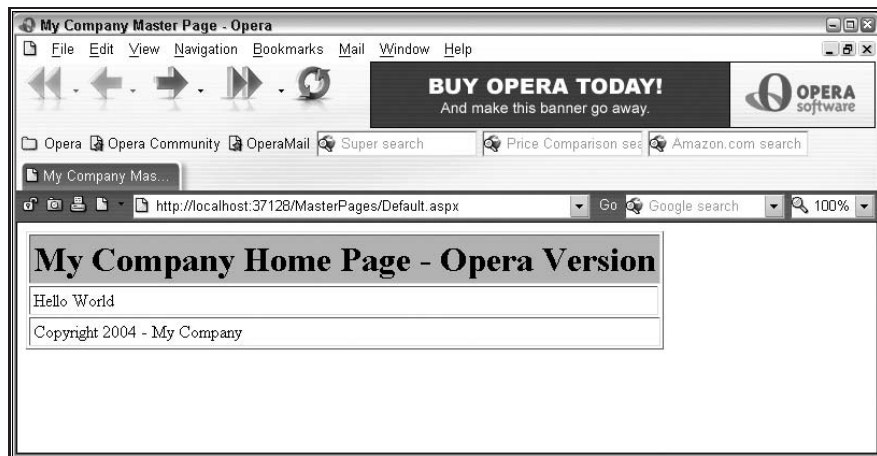 My Company Master Page - Opera
File Edit View Navigation Bookmarks Mail Window Help
BUY OPERA TODAY!
And make this banner go away.
OPERA
software
Opera Opera Community OperaMail Super search Price Comparison sea Amazon.com search
My Company Mas...
http://localhost:37128/MasterPages/Default.aspx Go Google search 100%
My Company Home Page - Opera Version
Hello World
Copyright 2004 - My Company